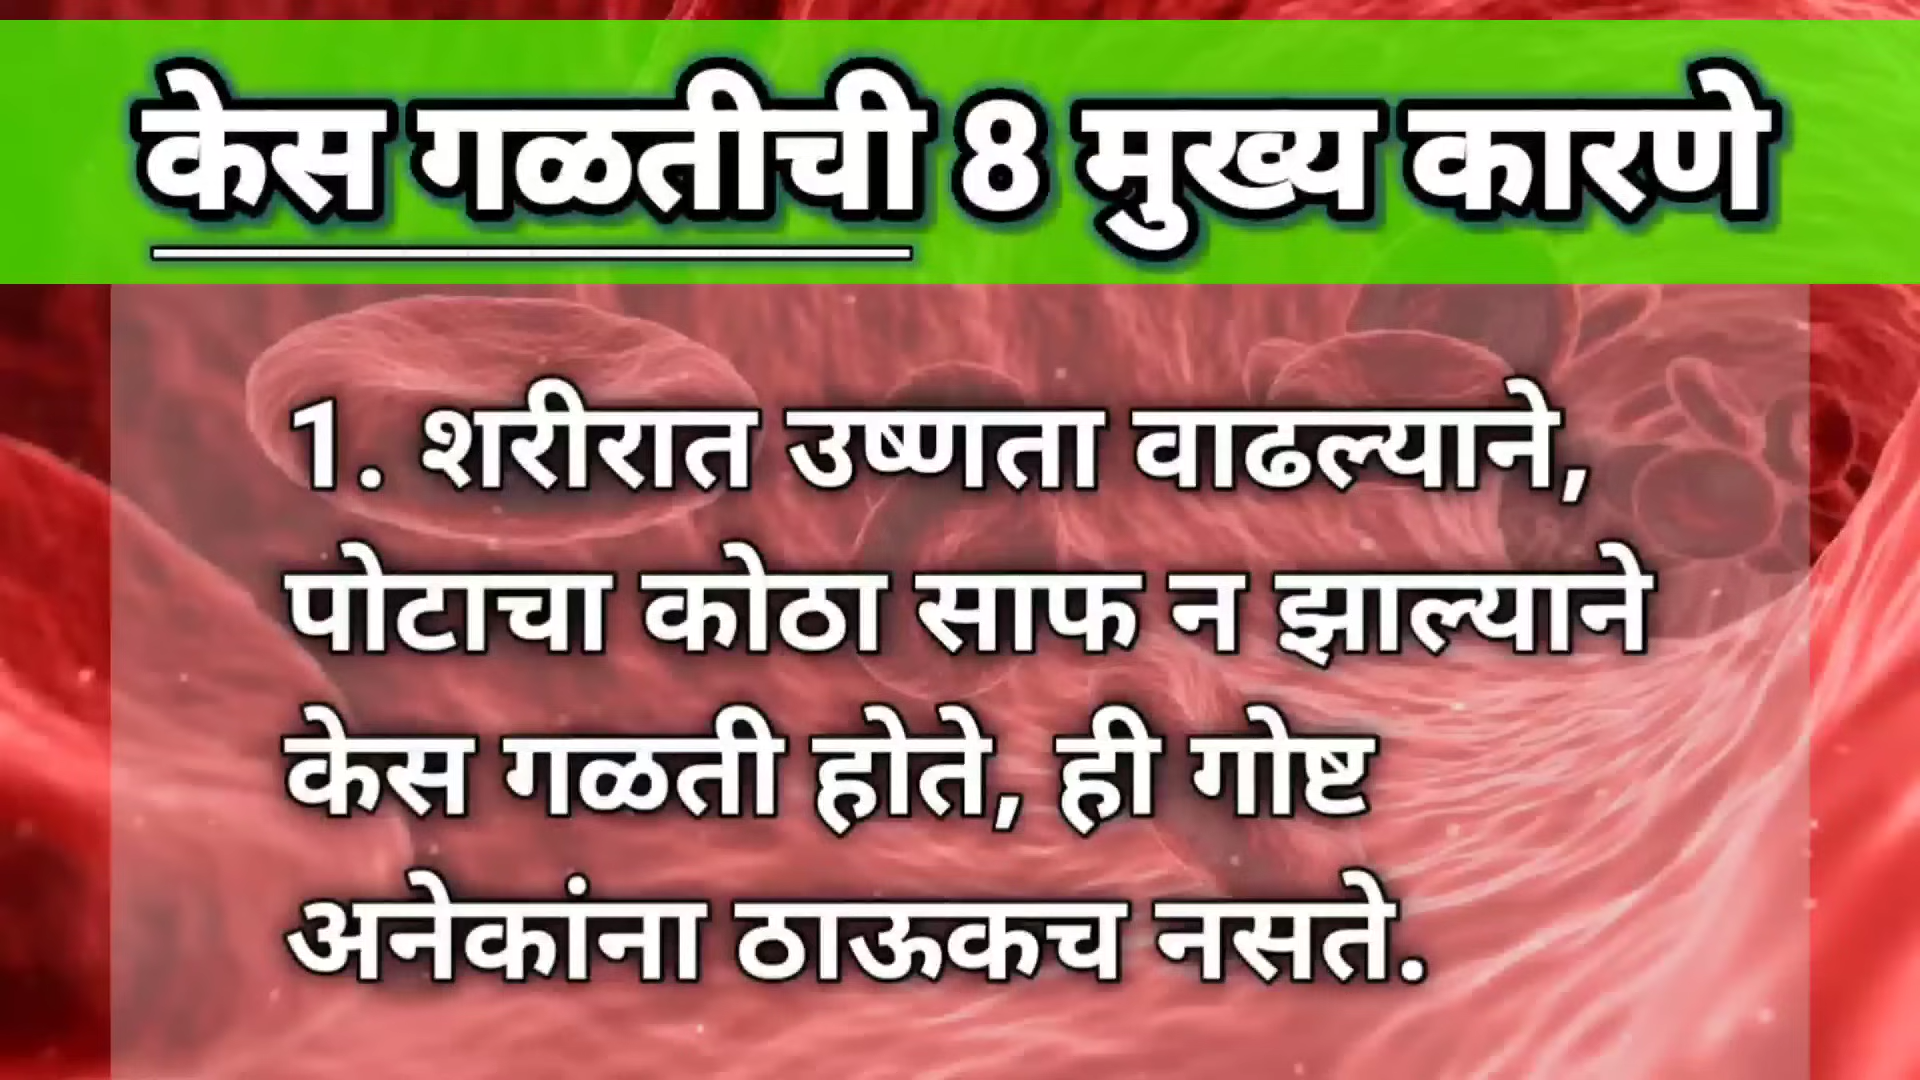 केस गळतीची 8 मुख्य कारणे
1. शरीरात उष्णता वाढल्याने,
पोटाचा कोठा साफ न झाल्याने
केस गळती होते, ही गोष्ट
अनेकांना ठाऊकच नसते.